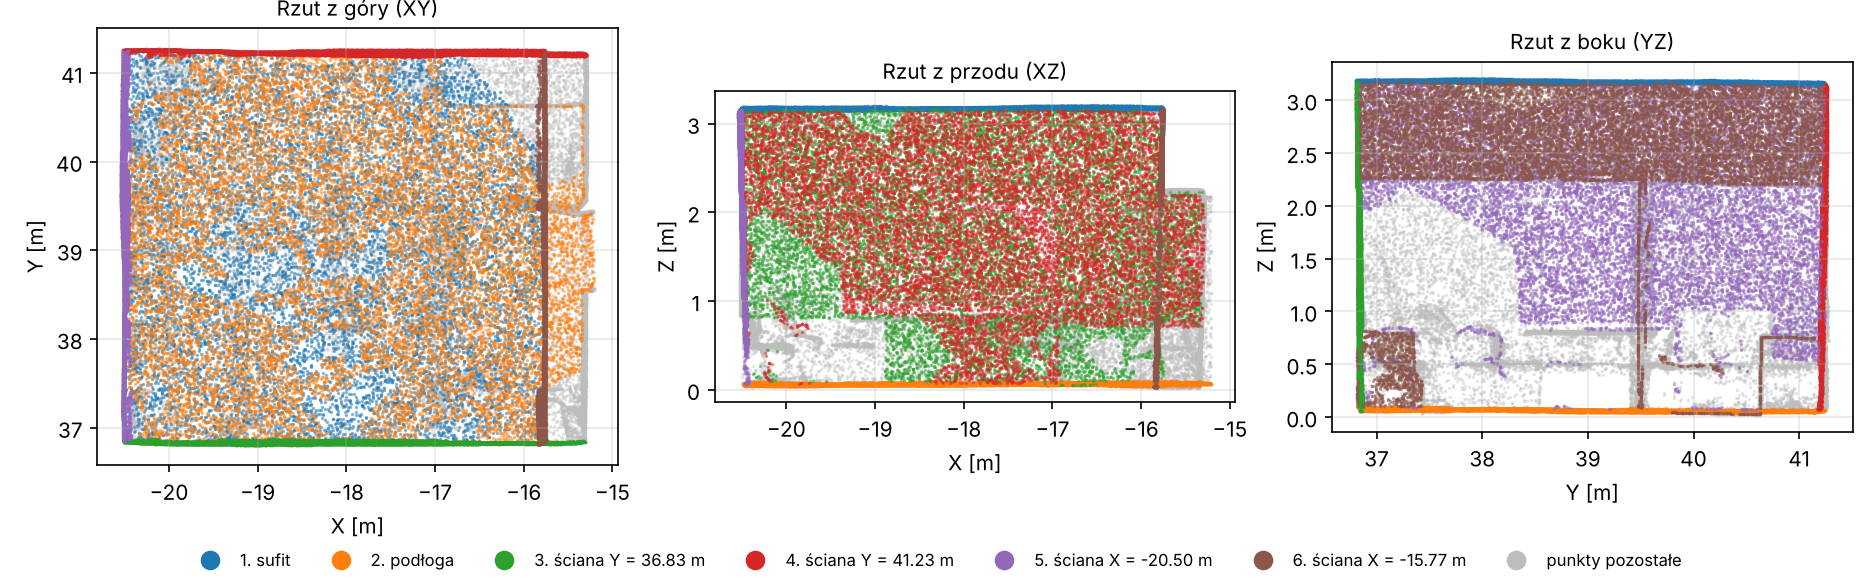 Rzut z góry (XY)
Y [m]
41
40
39
38
37
−20 −19 −18 −17 −16 −15
X [m]
Rzut z przodu (XZ)
Z [m]
3
2
1
0
−20 −19 −18 −17 −16 −15
X [m]
Rzut z boku (YZ)
Z [m]
3.0
2.5
2.0
1.5
1.0
0.5
0.0
37 38 39 40 41
Y [m]
1. sufit 2. podłoga 3. ściana Y = 36.83 m 4. ściana Y = 41.23 m 5. ściana X = -20.50 m 6. ściana X = -15.77 m punkty pozostałe